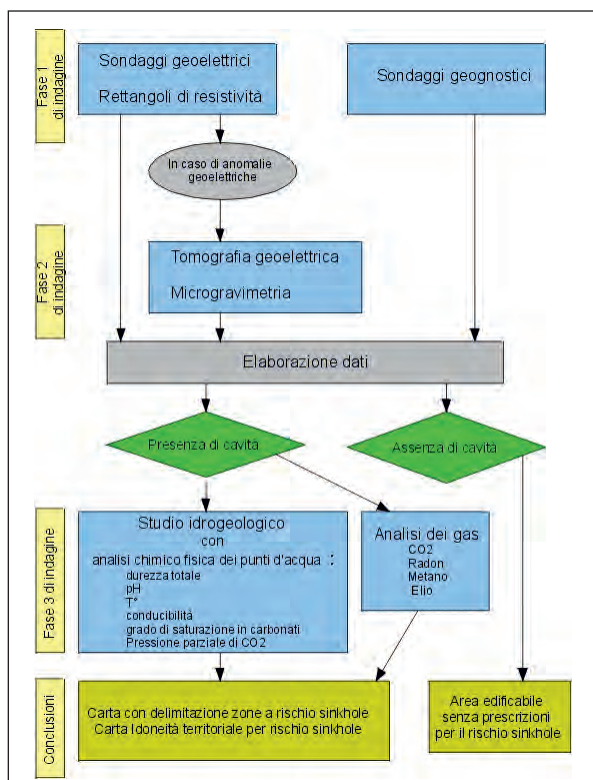 Fase 1
di indagine
Sondaggi geoelettrici
Rettangoli di resistività
Sondaggi geognostici
In caso di anomalie
geoelettriche
Fase 2
di indagine
Tomografia geoelettrica
Microgravimetria
Elaborazione dati
Presenza di cavità
Assenza di cavità
Fase 3 di indagine
Studio idrogeologico
con
analisi chimico fisica dei punti d'acqua :
durezza totale
pH
T°
conducibilità
grado di saturazione in carbonati
Pressione parziale di CO2
Analisi dei gas
CO2
Radon
Metano
Elio
Conclusioni
Carta con delimitazione zone a rischio sinkhole
Carta Idoneità territoriale per rischio sinkhole
Area edificabile
senza prescrizioni
per il rischio sinkhole